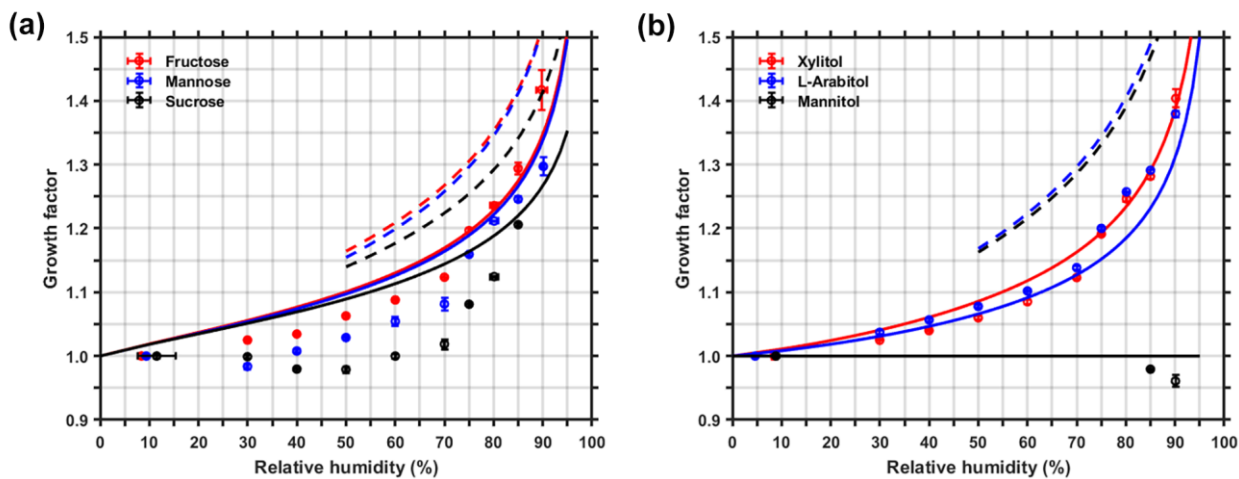 (a)
1.5
1.4
1.3
1.2
1.1
1.0
0.9
Growth factor
Fructose
Mannose
Sucrose
0 10 20 30 40 50 60 70 80 90 100
Relative humidity (%)
(b)
1.5
1.4
1.3
1.2
1.1
1.0
0.9
Growth factor
Xylitol
L-Arabitol
Mannitol
0 10 20 30 40 50 60 70 80 90 100
Relative humidity (%)